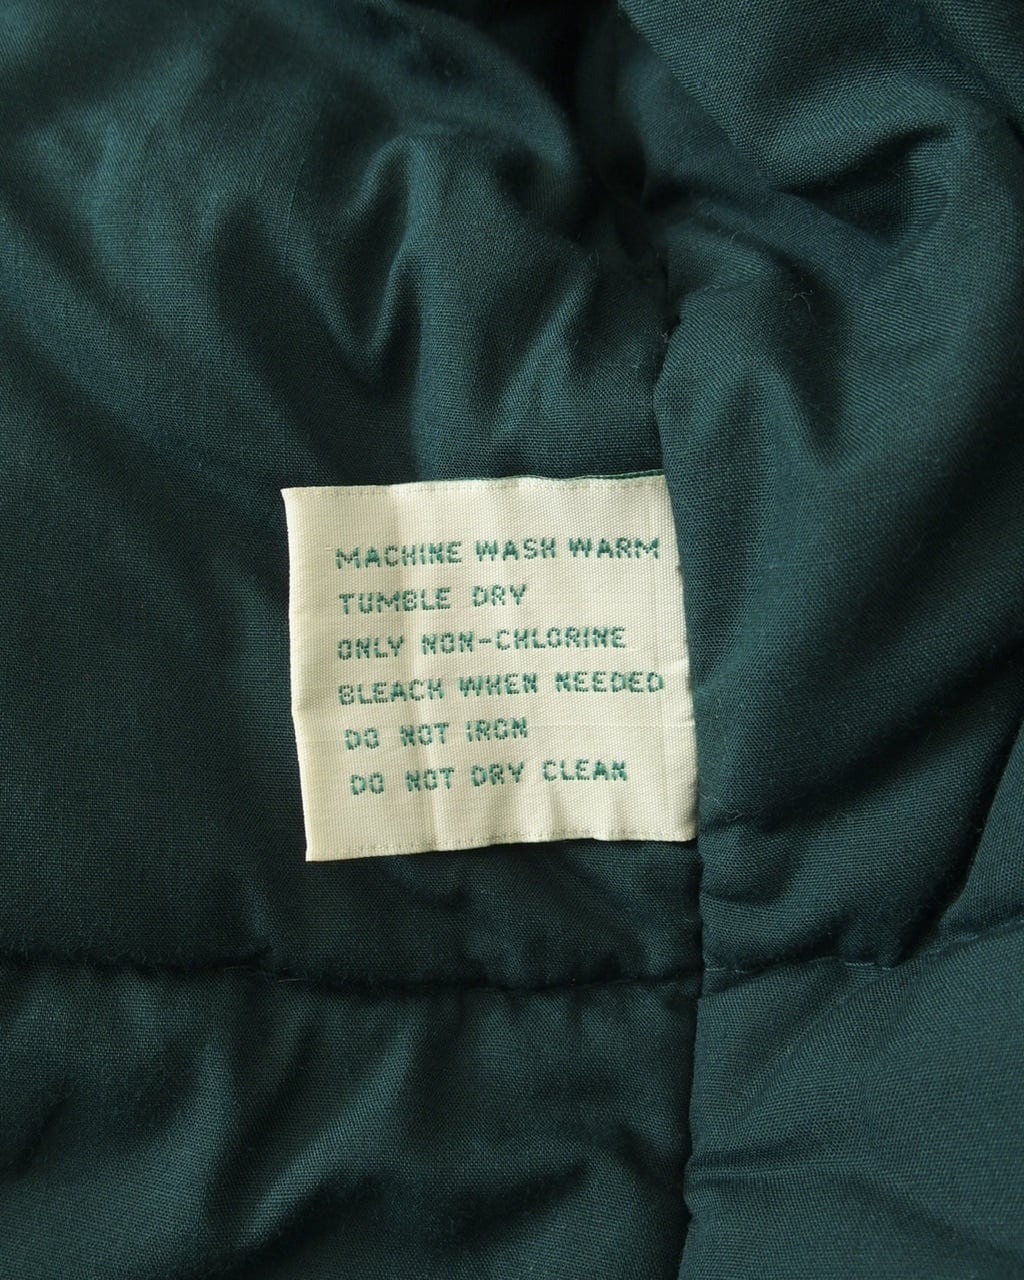 MACHINE WASH WARM
TUMBLE DRY
ONLY NON-CHLORINE
BLEACH WHEN NEEDED
DO NOT IRON
DO NOT DRY CLEAN